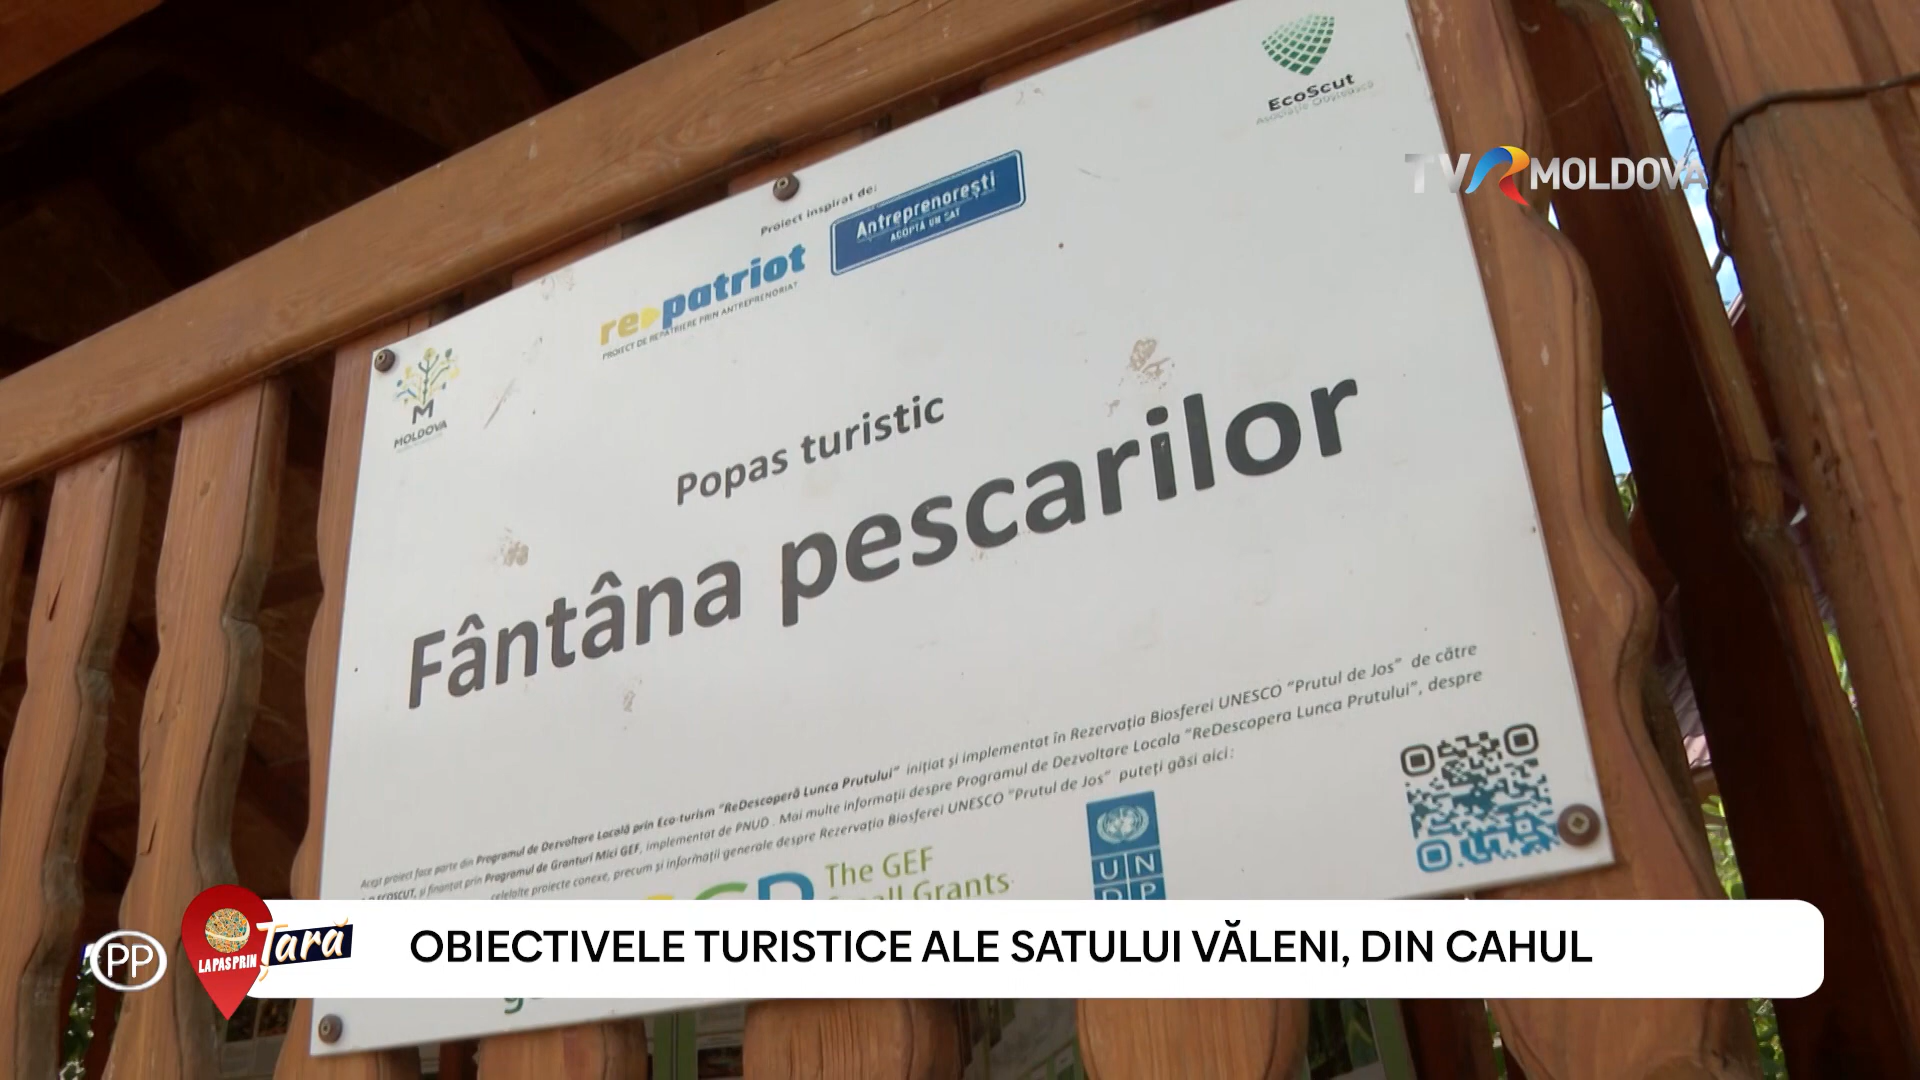 EcoScut
Asociație Obștească
TVR MOLDOVA
Proiect inspirat de:
Antreprenorești
ADOPTĂ UN SAT
re patriot
PROIECT DE REPATRIERE PRIN ANTREPRENORIAT
M
MOLDOVA
Popas turistic
Fântâna pescarilor
Acest proiect face parte din Programul de Dezvoltare Locală prin Eco-turism "ReDescoperă Lunca Prutului" inițiat și implementat în Rezervația Biosferei UNESCO "Prutul de Jos" de către
ECOSCUT, și finanțat prin Programul de Granturi Mici GEF, implementat de PNUD . Mai multe informații despre Programul de Dezvoltare Locala "ReDescopera Lunca Prutului", despre
celelalte proiecte conexe, precum și informații generale despre Rezervația Biosferei UNESCO "Prutul de Jos" puteți găsi aici:
The GEF
Small Grants
U N
D P
PP
LA PAS PRIN
Țară
OBIECTIVELE TURISTICE ALE SATULUI VĂLENI, DIN CAHUL